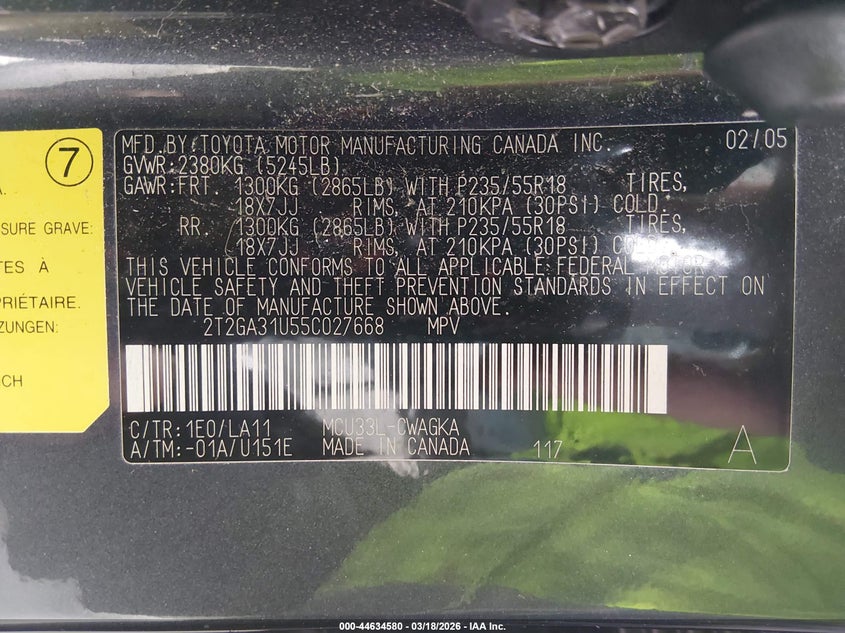 7
A.
SURE GRAVE:
TES À
PRIÉTAIRE.
ZUNGEN:
CH
MFD.BY:TOYOTA MOTOR MANUFACTURING CANADA INC. 02/05
GVWR:2380KG (5245LB)
GAWR:FRT. 1300KG (2865LB) WITH P235/55R18 TIRES,
18X7JJ RIMS, AT 210KPA (30PSI) COLD.
RR. 1300KG (2865LB) WITH P235/55R18 TIRES,
18X7JJ RIMS, AT 210KPA (30PSI) COLD.
THIS VEHICLE CONFORMS TO ALL APPLICABLE FEDERAL MOTOR
VEHICLE SAFETY AND THEFT PREVENTION STANDARDS IN EFFECT ON
THE DATE OF MANUFACTURE SHOWN ABOVE.
2T2GA31U55C027668 MPV
C/TR:1E0/LA11 MCU33L-CWAGKA
A/TM:-01A/U151E MADE IN CANADA 117 A
000-44634580 - 03/18/2026 - IAA Inc.